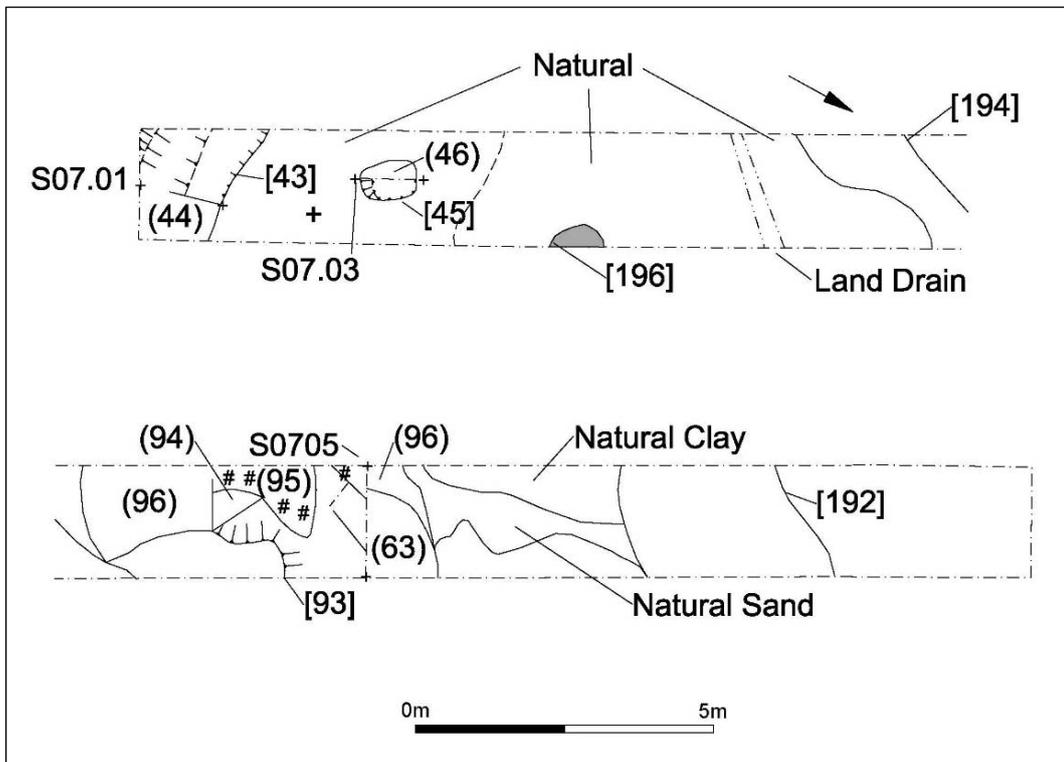 Natural
[194]
S07.01
(44)
[43]
(46)
[45]
S07.03
[196]
Land Drain
(94)
S0705
(96)
Natural Clay
(96)
# #
(95)
# #
#
(63)
[192]
[93]
Natural Sand
0m
5m